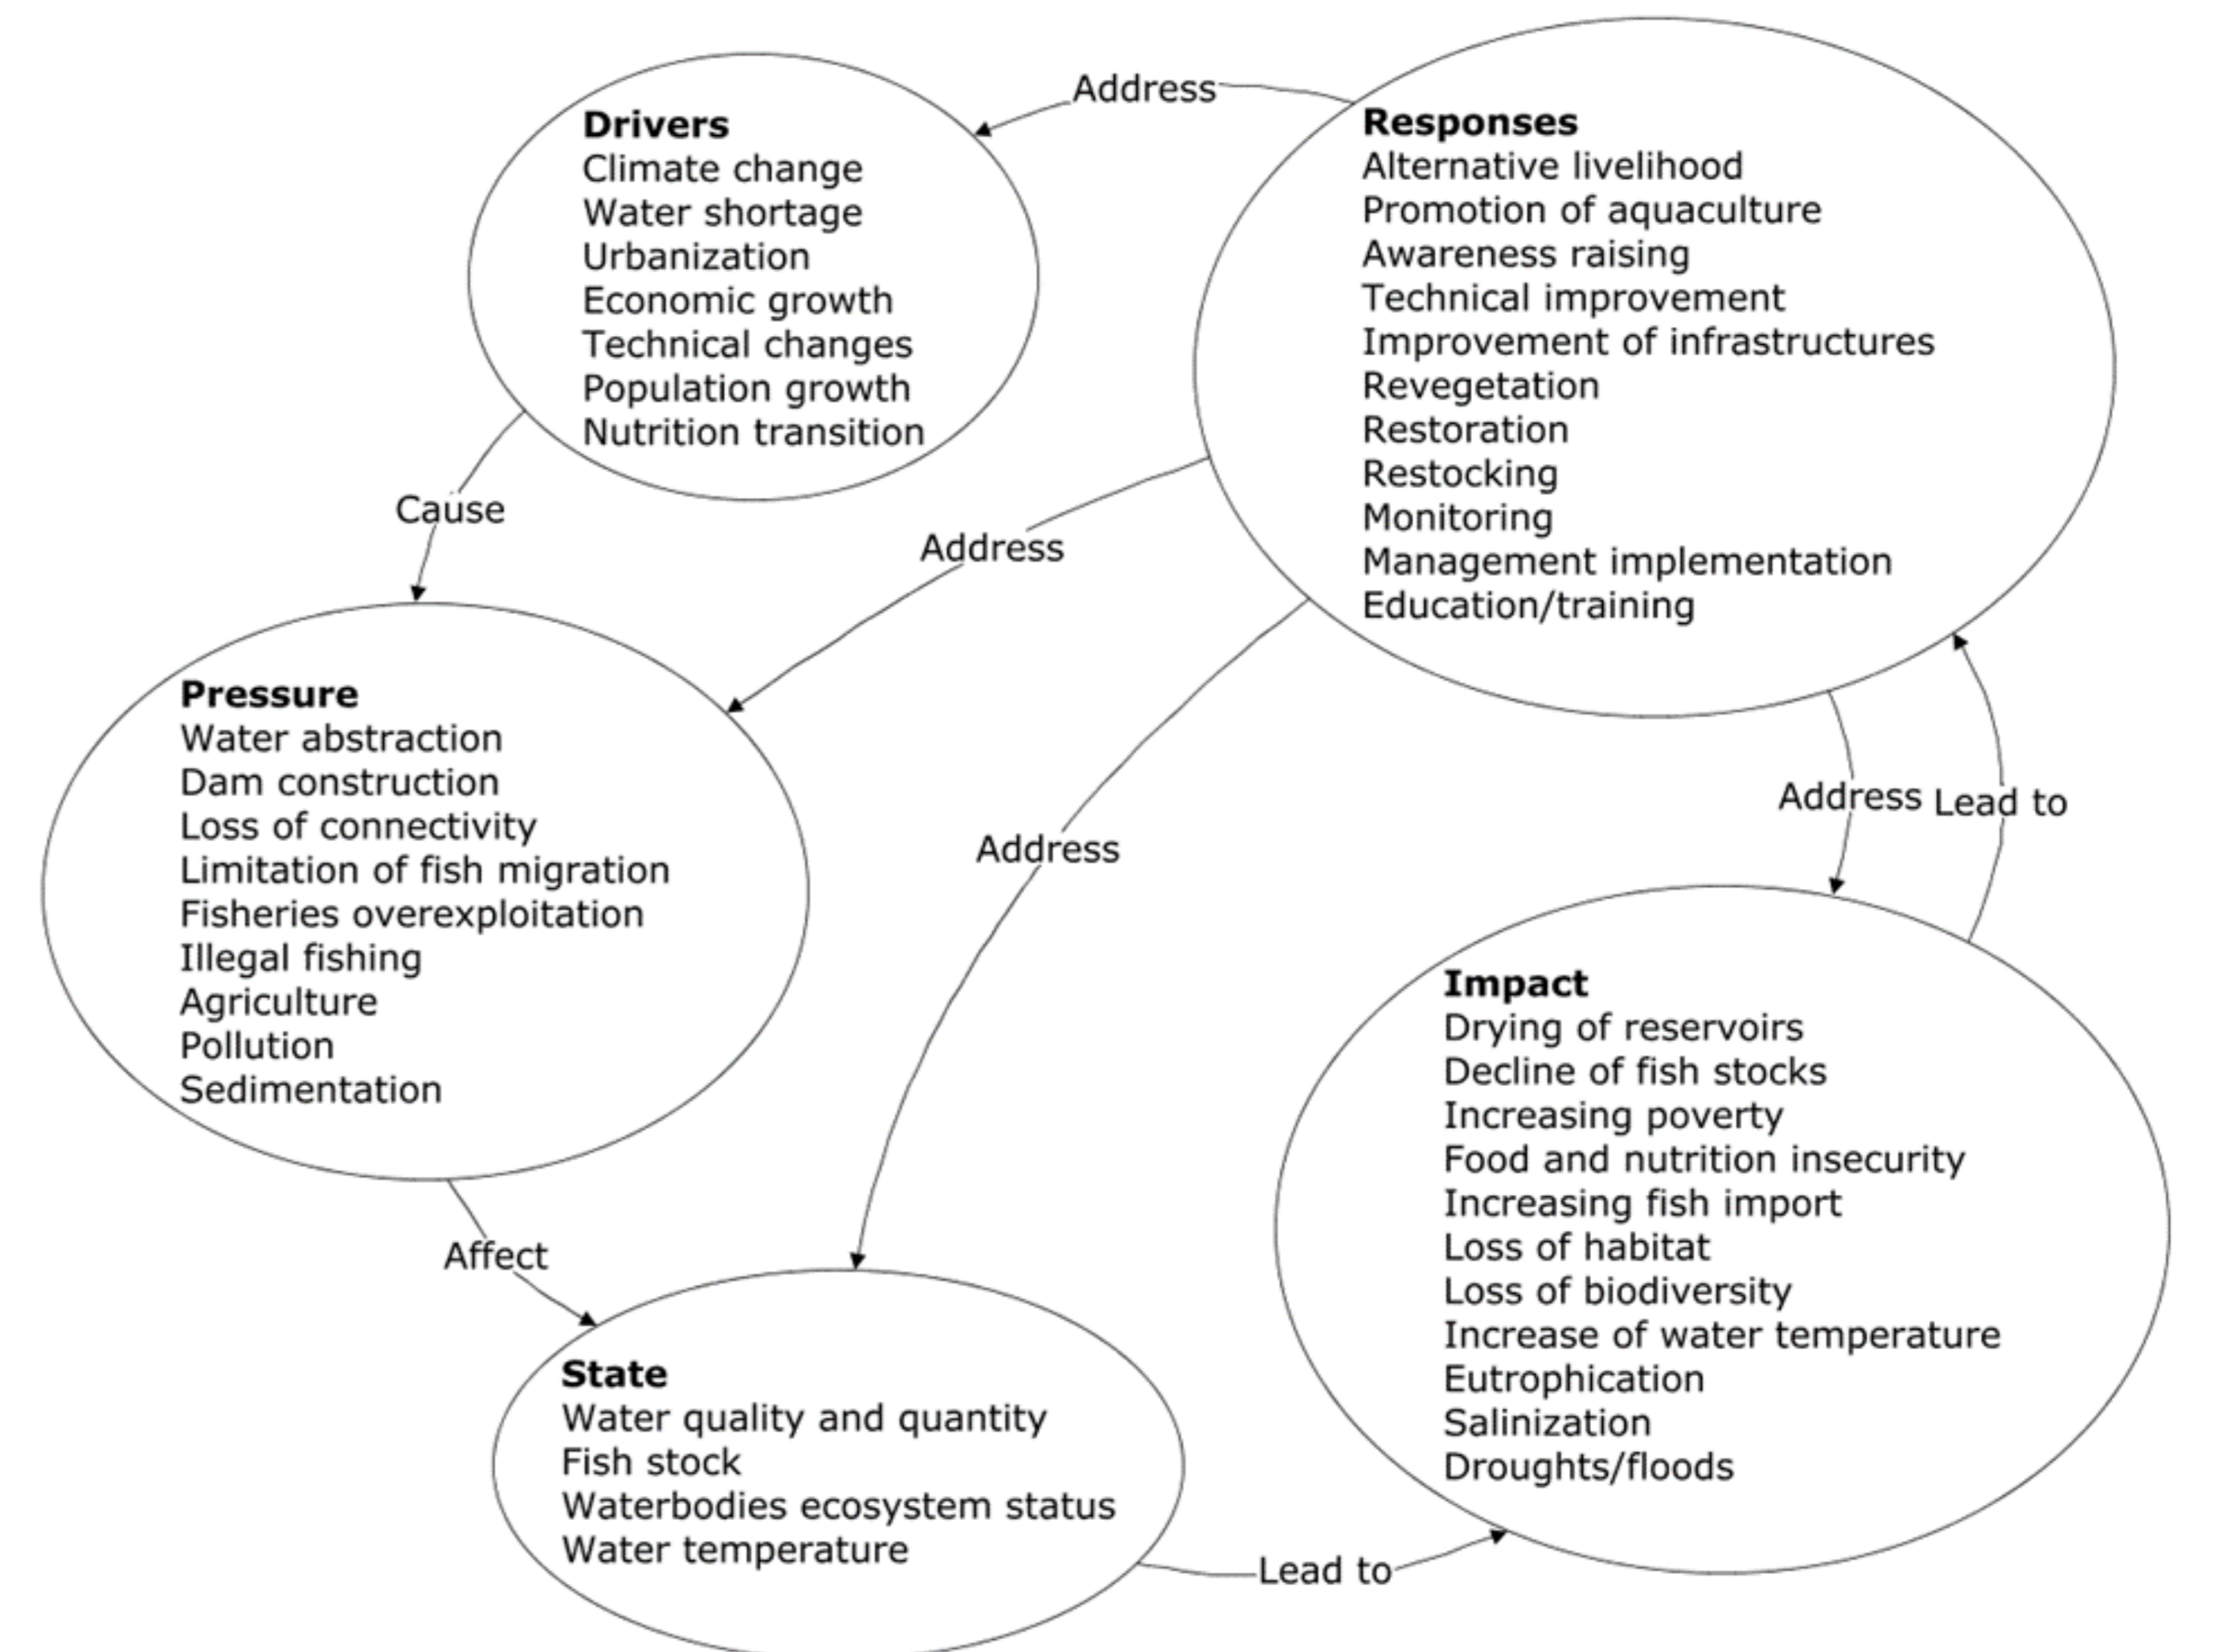 Address
Drivers
Climate change
Water shortage
Urbanization
Economic growth
Technical changes
Population growth
Nutrition transition
Responses
Alternative livelihood
Promotion of aquaculture
Awareness raising
Technical improvement
Improvement of infrastructures
Revegetation
Restoration
Restocking
Monitoring
Management implementation
Education/training
Cause
Address
Pressure
Water abstraction
Dam construction
Loss of connectivity
Limitation of fish migration
Fisheries overexploitation
Illegal fishing
Agriculture
Pollution
Sedimentation
Address
Address
Lead to
Impact
Drying of reservoirs
Decline of fish stocks
Increasing poverty
Food and nutrition insecurity
Increasing fish import
Loss of habitat
Loss of biodiversity
Increase of water temperature
Eutrophication
Salinization
Droughts/floods
Affect
State
Water quality and quantity
Fish stock
Waterbodies ecosystem status
Water temperature
Lead to